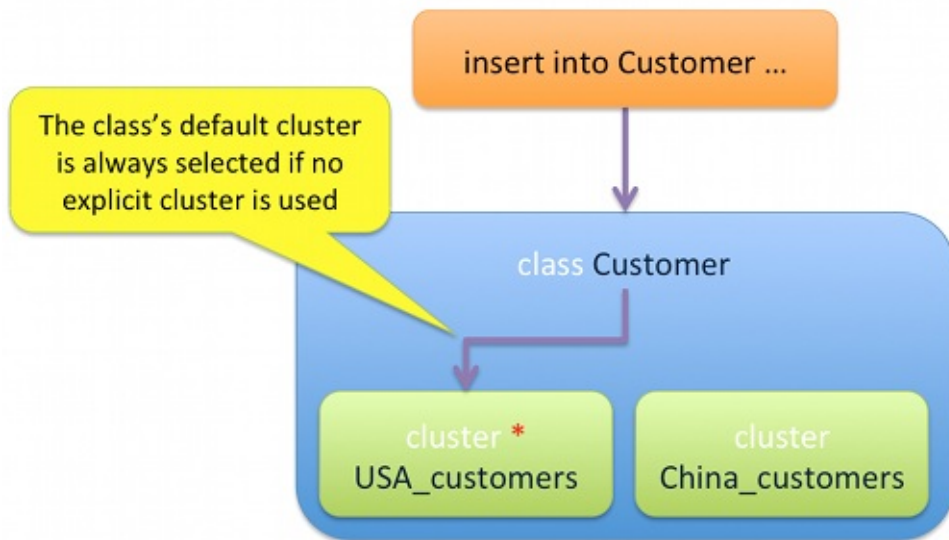 insert into Customer ...
The class’s default cluster
is always selected if no
explicit cluster is used
class Customer
cluster *
USA_customers
cluster
China_customers